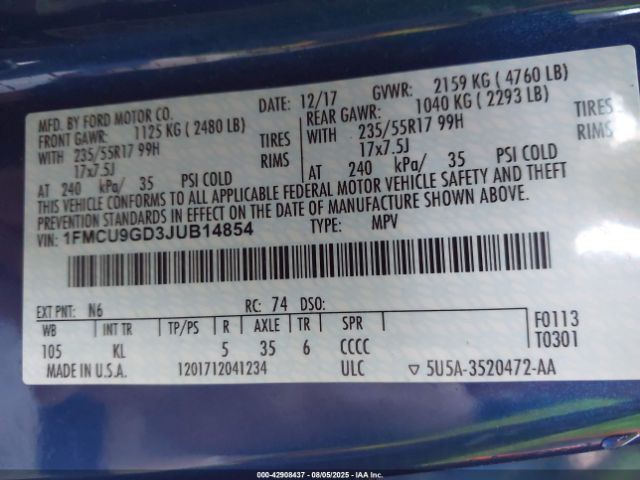 MFD. BY FORD MOTOR CO.
DATE: 12/17 GVWR: 2159 KG ( 4760 LB)
FRONT GAWR: 1125 KG ( 2480 LB) REAR GAWR: 1040 KG ( 2293 LB)
WITH 235/55R17 99H TIRES WITH 235/55R17 99H TIRES
17x7.5J RIMS 17x7.5J RIMS
AT 240 kPa/ 35 PSI COLD AT 240 kPa/ 35 PSI COLD
THIS VEHICLE CONFORMS TO ALL APPLICABLE FEDERAL MOTOR VEHICLE SAFETY AND THEFT
PREVENTION STANDARDS IN EFFECT ON THE DATE OF MANUFACTURE SHOWN ABOVE.
VIN: 1FMCU9GD3JUB14854 TYPE: MPV
EXT PNT: N6 RC: 74 DSO:
WB INT TR TP/PS R AXLE TR SPR F0113
105 KL 5 35 6 CCCC T0301
MADE IN U.S.A. 1201712041234 ULC ▽ 5U5A-3520472-AA
000-42908437 - 08/05/2025 - IAA Inc.